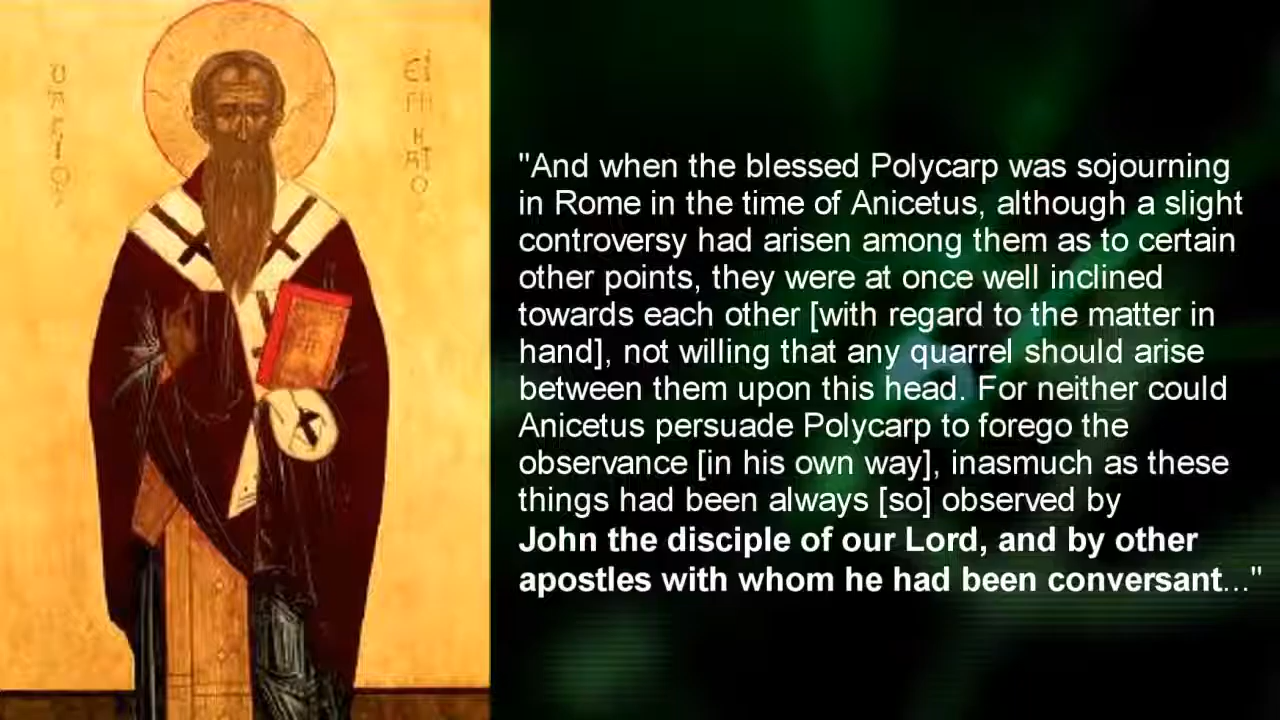 "And when the blessed Polycarp was sojourning
in Rome in the time of Anicetus, although a slight
controversy had arisen among them as to certain
other points, they were at once well inclined
towards each other [with regard to the matter in
hand], not willing that any quarrel should arise
between them upon this head. For neither could
Anicetus persuade Polycarp to forego the
observance [in his own way], inasmuch as these
things had been always [so] observed by
John the disciple of our Lord, and by other
apostles with whom he had been conversant..."